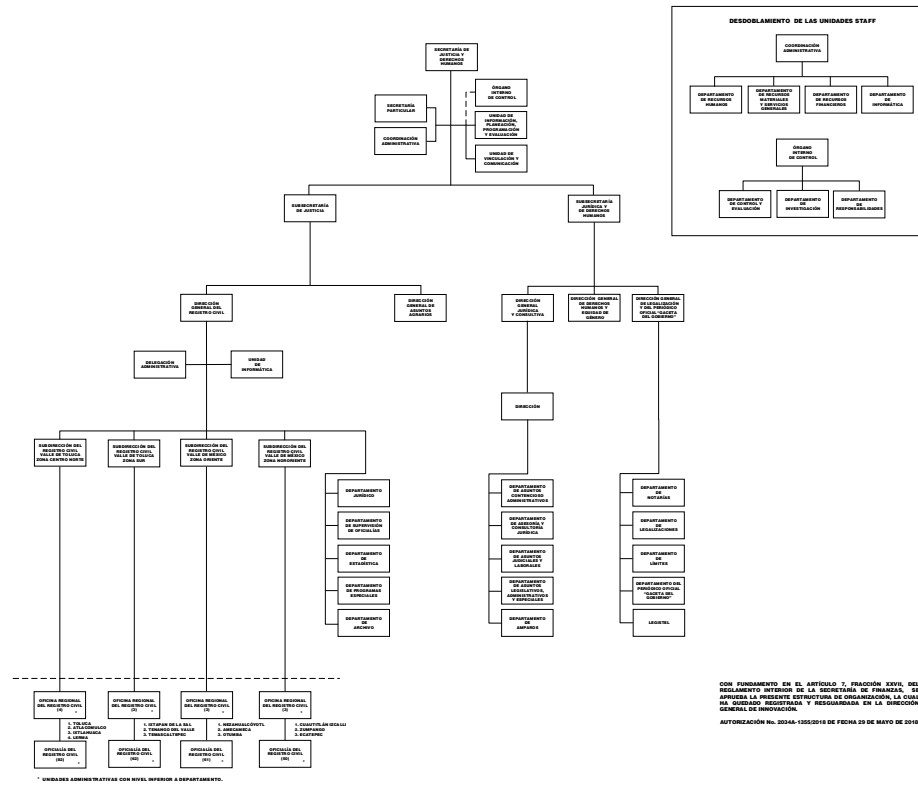 DESDOBLAMIENTO DE LAS UNIDADES STAFF
COORDINACIÓN
ADMINISTRATIVA
DEPARTAMENTO
DE RECURSOS
HUMANOS
DEPARTAMENTO
DE RECURSOS
MATERIALES
Y SERVICIOS
GENERALES
DEPARTAMENTO
DE RECURSOS
FINANCIEROS
DEPARTAMENTO
DE
INFORMÁTICA
ÓRGANO
INTERNO
DE CONTROL
DEPARTAMENTO
DE CONTROL Y
EVALUACIÓN
DEPARTAMENTO
DE
INVESTIGACIÓN
DEPARTAMENTO
DE
RESPONSABILIDADES
SECRETARÍA DE
JUSTICIA Y
DERECHOS
HUMANOS
SECRETARÍA
PARTICULAR
COORDINACIÓN
ADMINISTRATIVA
ÓRGANO
INTERNO
DE CONTROL
UNIDAD DE
INFORMACIÓN,
PLANEACIÓN,
PROGRAMACIÓN
Y EVALUACIÓN
UNIDAD DE
VINCULACIÓN Y
COMUNICACIÓN
SUBSECRETARÍA
DE JUSTICIA
SUBSECRETARÍA
JURÍDICA Y
DE DERECHOS
HUMANOS
DIRECCIÓN
GENERAL DEL
REGISTRO CIVIL
DIRECCIÓN
GENERAL DE
ASUNTOS
AGRARIOS
DIRECCIÓN
GENERAL
JURÍDICA
Y CONSULTIVA
DIRECCIÓN GENERAL
DE DERECHOS
HUMANOS Y
EQUIDAD DE
GÉNERO
DIRECCIÓN GENERAL
DE LEGALIZACIÓN
Y DEL PERIÓDICO
OFICIAL "GACETA
DEL GOBIERNO"
DELEGACIÓN
ADMINISTRATIVA
UNIDAD
DE
INFORMÁTICA
DIRECCIÓN
SUBDIRECCIÓN DEL
REGISTRO CIVIL
VALLE DE TOLUCA
ZONA CENTRO NORTE
SUBDIRECCIÓN DEL
REGISTRO CIVIL
VALLE DE TOLUCA
ZONA SUR
SUBDIRECCIÓN DEL
REGISTRO CIVIL
VALLE DE MÉXICO
ZONA ORIENTE
SUBDIRECCIÓN DEL
REGISTRO CIVIL
VALLE DE MÉXICO
ZONA NORORIENTE
DEPARTAMENTO
JURÍDICO
DEPARTAMENTO
DE SUPERVISIÓN
DE OFICIALÍAS
DEPARTAMENTO
DE
ESTADÍSTICA
DEPARTAMENTO
DE PROGRAMAS
ESPECIALES
DEPARTAMENTO
DE
ARCHIVO
DEPARTAMENTO
DE ASUNTOS
CONTENCIOSO
ADMINISTRATIVOS
DEPARTAMENTO
DE ASESORÍA Y
CONSULTORÍA
JURÍDICA
DEPARTAMENTO
DE ASUNTOS
JUDICIALES Y
LABORALES
DEPARTAMENTO
DE ASUNTOS
LEGISLATIVOS,
ADMINISTRATIVOS
Y ESPECIALES
DEPARTAMENTO
DE
AMPAROS
DEPARTAMENTO
DE
NOTARÍAS
DEPARTAMENTO
DE
LEGALIZACIONES
DEPARTAMENTO
DE
LÍMITES
DEPARTAMENTO DEL
PERIÓDICO OFICIAL
"GACETA DEL
GOBIERNO"
LEGISTEL
OFICINA REGIONAL
DEL REGISTRO CIVIL
(4) *
1. TOLUCA
2. ATLACOMULCO
3. IXTLAHUACA
4. LERMA
OFICIALÍA DEL
REGISTRO CIVIL
(82) *
OFICINA REGIONAL
DEL REGISTRO CIVIL
(3) *
1. IXTAPAN DE LA SAL
2. TENANGO DEL VALLE
3. TEMASCALTEPEC
OFICIALÍA DEL
REGISTRO CIVIL
(62) *
OFICINA REGIONAL
DEL REGISTRO CIVIL
(3) *
1. NEZAHUALCÓYOTL
2. AMECAMECA
3. OTUMBA
OFICIALÍA DEL
REGISTRO CIVIL
(61) *
OFICINA REGIONAL
DEL REGISTRO CIVIL
(3) *
1. CUAUTITLÁN IZCALLI
2. ZUMPANGO
3. ECATEPEC
OFICIALÍA DEL
REGISTRO CIVIL
(50) *
* UNIDADES ADMINISTRATIVAS CON NIVEL INFERIOR A DEPARTAMENTO.
CON FUNDAMENTO EN EL ARTÍCULO 7, FRACCIÓN XXVII, DEL
REGLAMENTO INTERIOR DE LA SECRETARÍA DE FINANZAS, SE
APRUEBA LA PRESENTE ESTRUCTURA DE ORGANIZACIÓN, LA CUAL
HA QUEDADO REGISTRADA Y RESGUARDADA EN LA DIRECCIÓN
GENERAL DE INNOVACIÓN.
AUTORIZACIÓN No. 2034A-1355/2018 DE FECHA 29 DE MAYO DE 2018